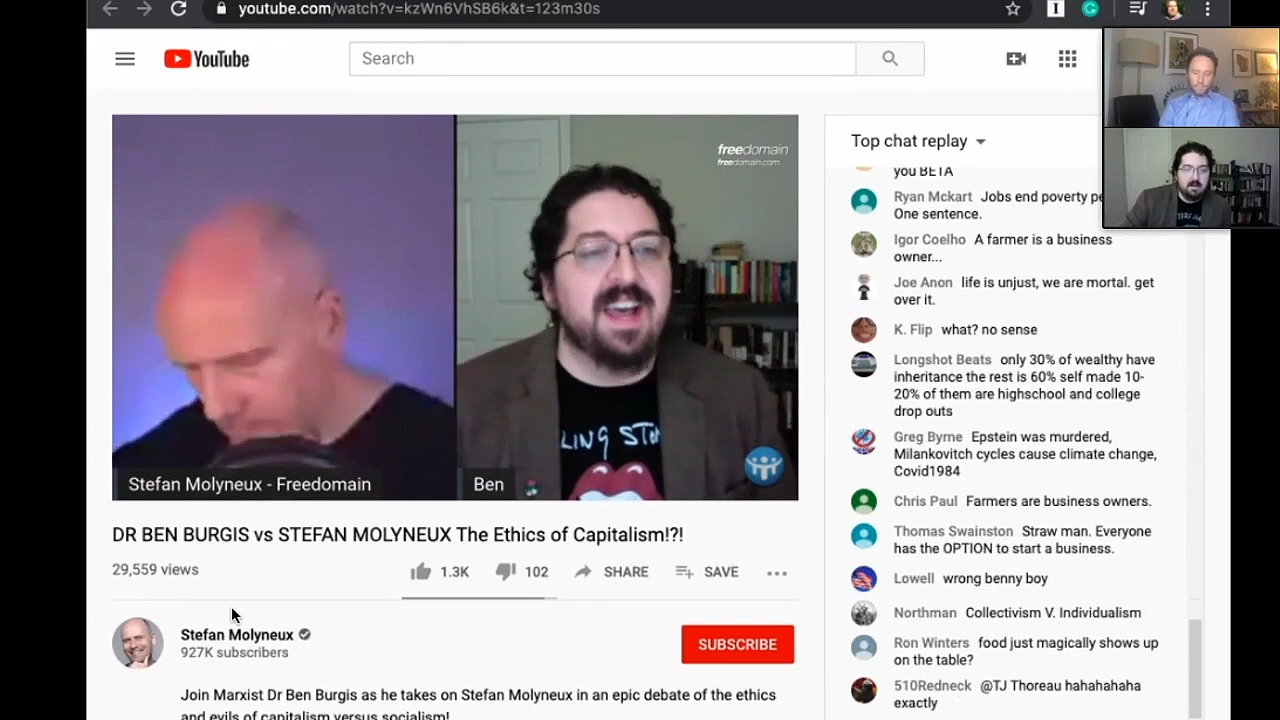 youtube.com/watch?v=kzWn6VhSB6k&t=123m30s
YouTube
Search
freedomain
freedomain.com
LING STO
Stefan Molyneux - Freedomain
Ben
DR BEN BURGIS vs STEFAN MOLYNEUX The Ethics of Capitalism!?!
29,559 views
1.3K
102
SHARE
SAVE
Stefan Molyneux
927K subscribers
SUBSCRIBE
Join Marxist Dr Ben Burgis as he takes on Stefan Molyneux in an epic debate of the ethics
and evils of capitalism versus socialism!
Top chat replay
you BETA
Ryan Mckart Jobs end poverty
One sentence.
Igor Coelho A farmer is a business
owner...
Joe Anon life is unjust, we are mortal. get
over it.
K. Flip what? no sense
Longshot Beats only 30% of wealthy have
inheritance the rest is 60% self made 10-
20% of them are highschool and college
drop outs
Greg Byrne Epstein was murdered,
Milankovitch cycles cause climate change,
Covid1984
Chris Paul Farmers are business owners.
Thomas Swainston Straw man. Everyone
has the OPTION to start a business.
Lowell wrong benny boy
Northman Collectivism V. Individualism
Ron Winters food just magically shows up
on the table?
510Redneck @TJ Thoreau hahahahaha
exactly